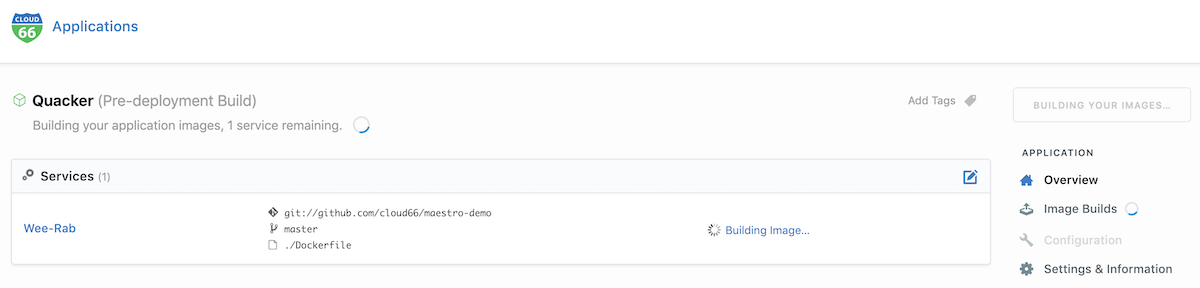 CLOUD
66
Applications
Quacker (Pre-deployment Build)
Add Tags
BUILDING YOUR IMAGES...
Building your application images, 1 service remaining.
APPLICATION
Services (1)
Overview
Wee-Rab
git://github.com/cloud66/maestro-demo
master
./Dockerfile
Building Image...
Image Builds
Configuration
Settings & Information